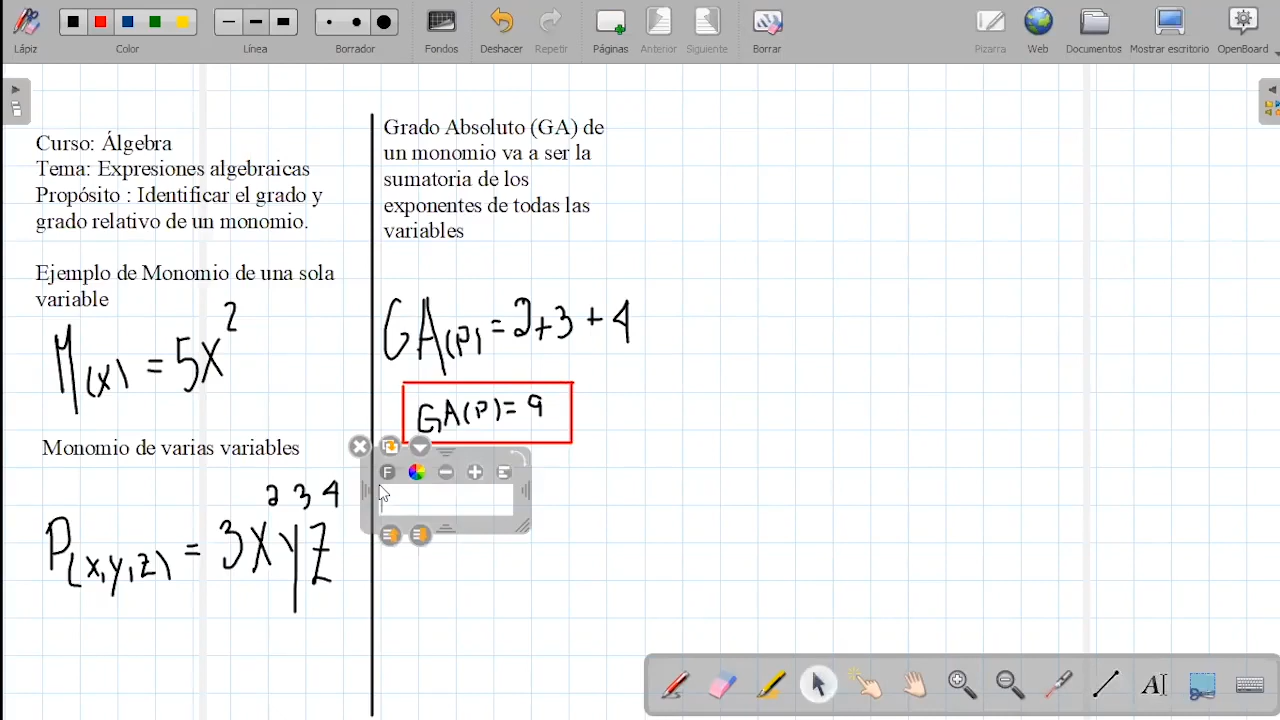 Lápiz
Color
Línea
Borrador
Fondos
Deshacer
Repetir
Páginas
Anterior
Siguiente
Borrar
Pizarra
Web
Documentos
Mostrar escritorio
OpenBoard
Curso: Álgebra
Tema: Expresiones algebraicas
Propósito : Identificar el grado y
grado relativo de un monomio.
Ejemplo de Monomio de una sola
variable
M(x) = 5x²
Monomio de varias variables
P(x,y,z) = 3x²y³z⁴
Grado Absoluto (GA) de
un monomio va a ser la
sumatoria de los
exponentes de todas las
variables
GA(P) = 2+3+4
GA(P) = 9
F
AI